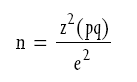 n = z²(pq) / e²